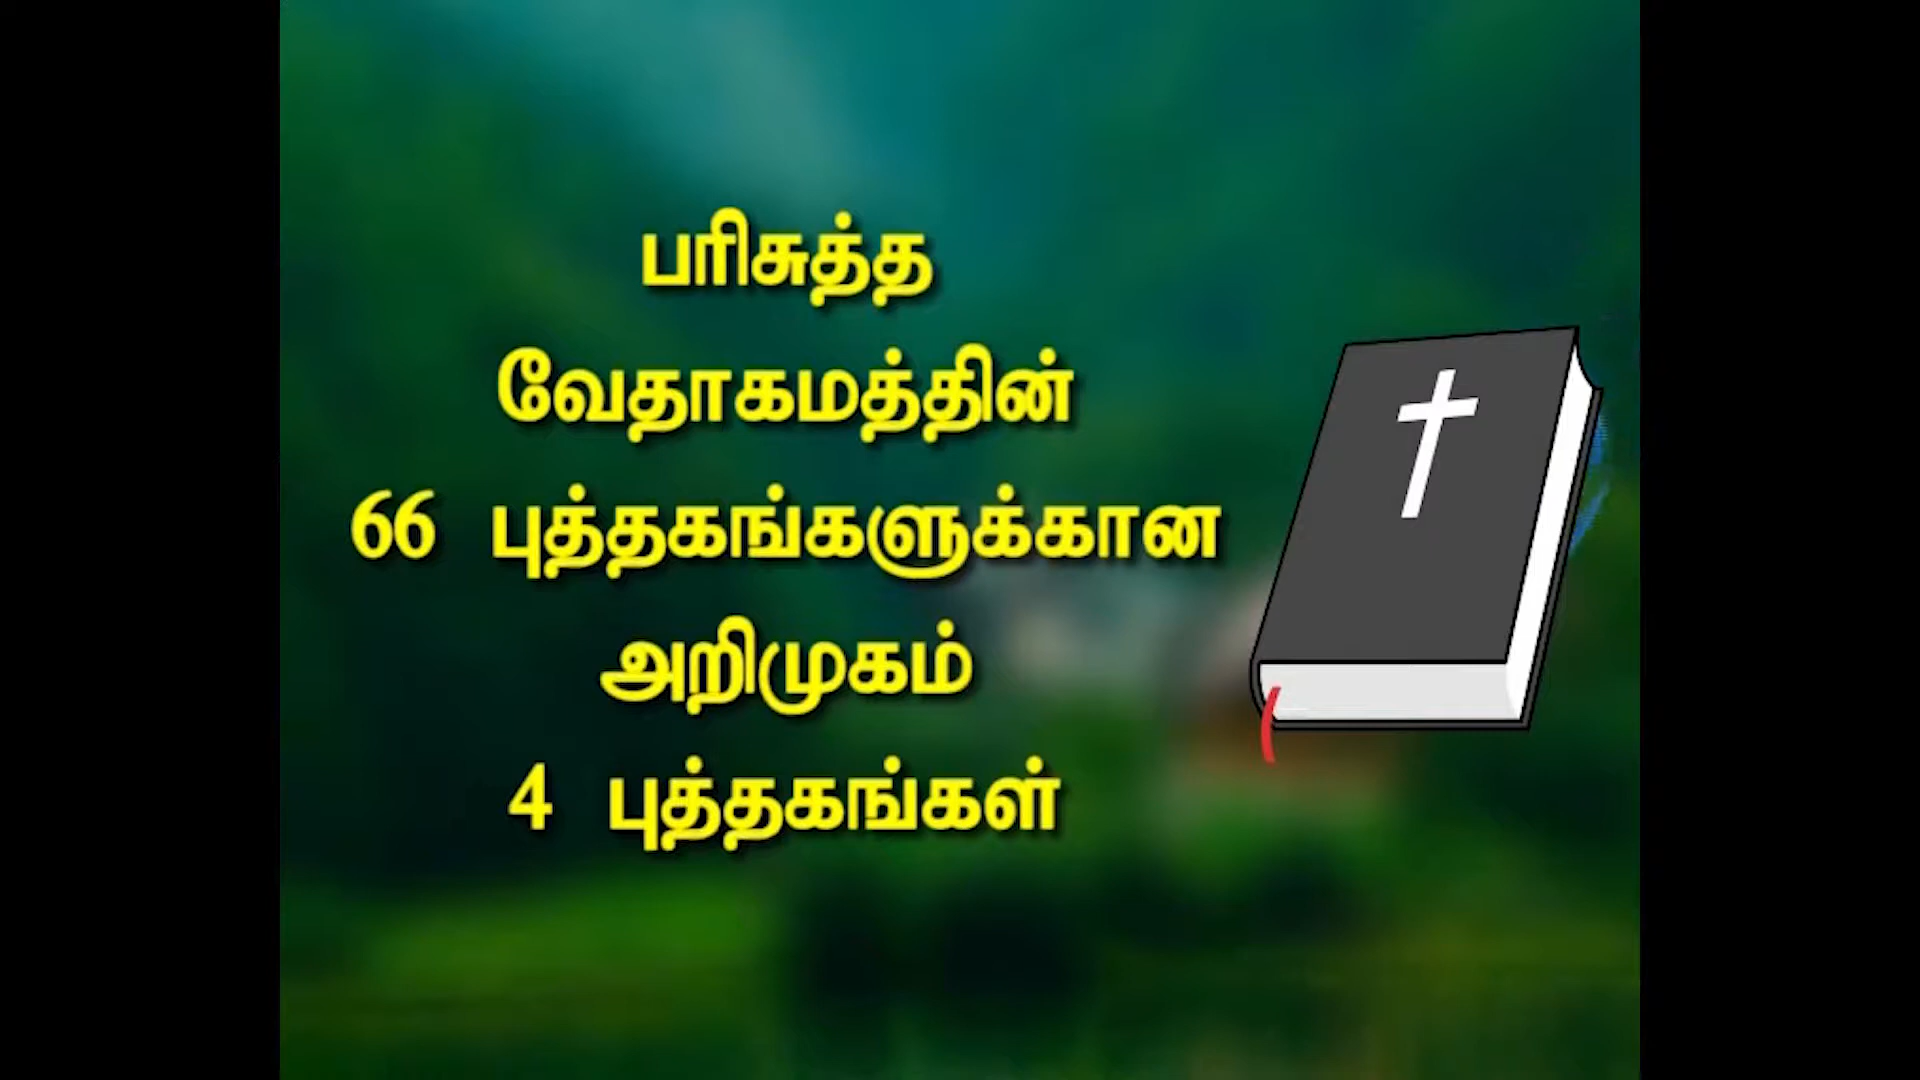 பரிசுத்த
வேதாகமத்தின்
66 புத்தகங்களுக்கான
அறிமுகம்
4 புத்தகங்கள்